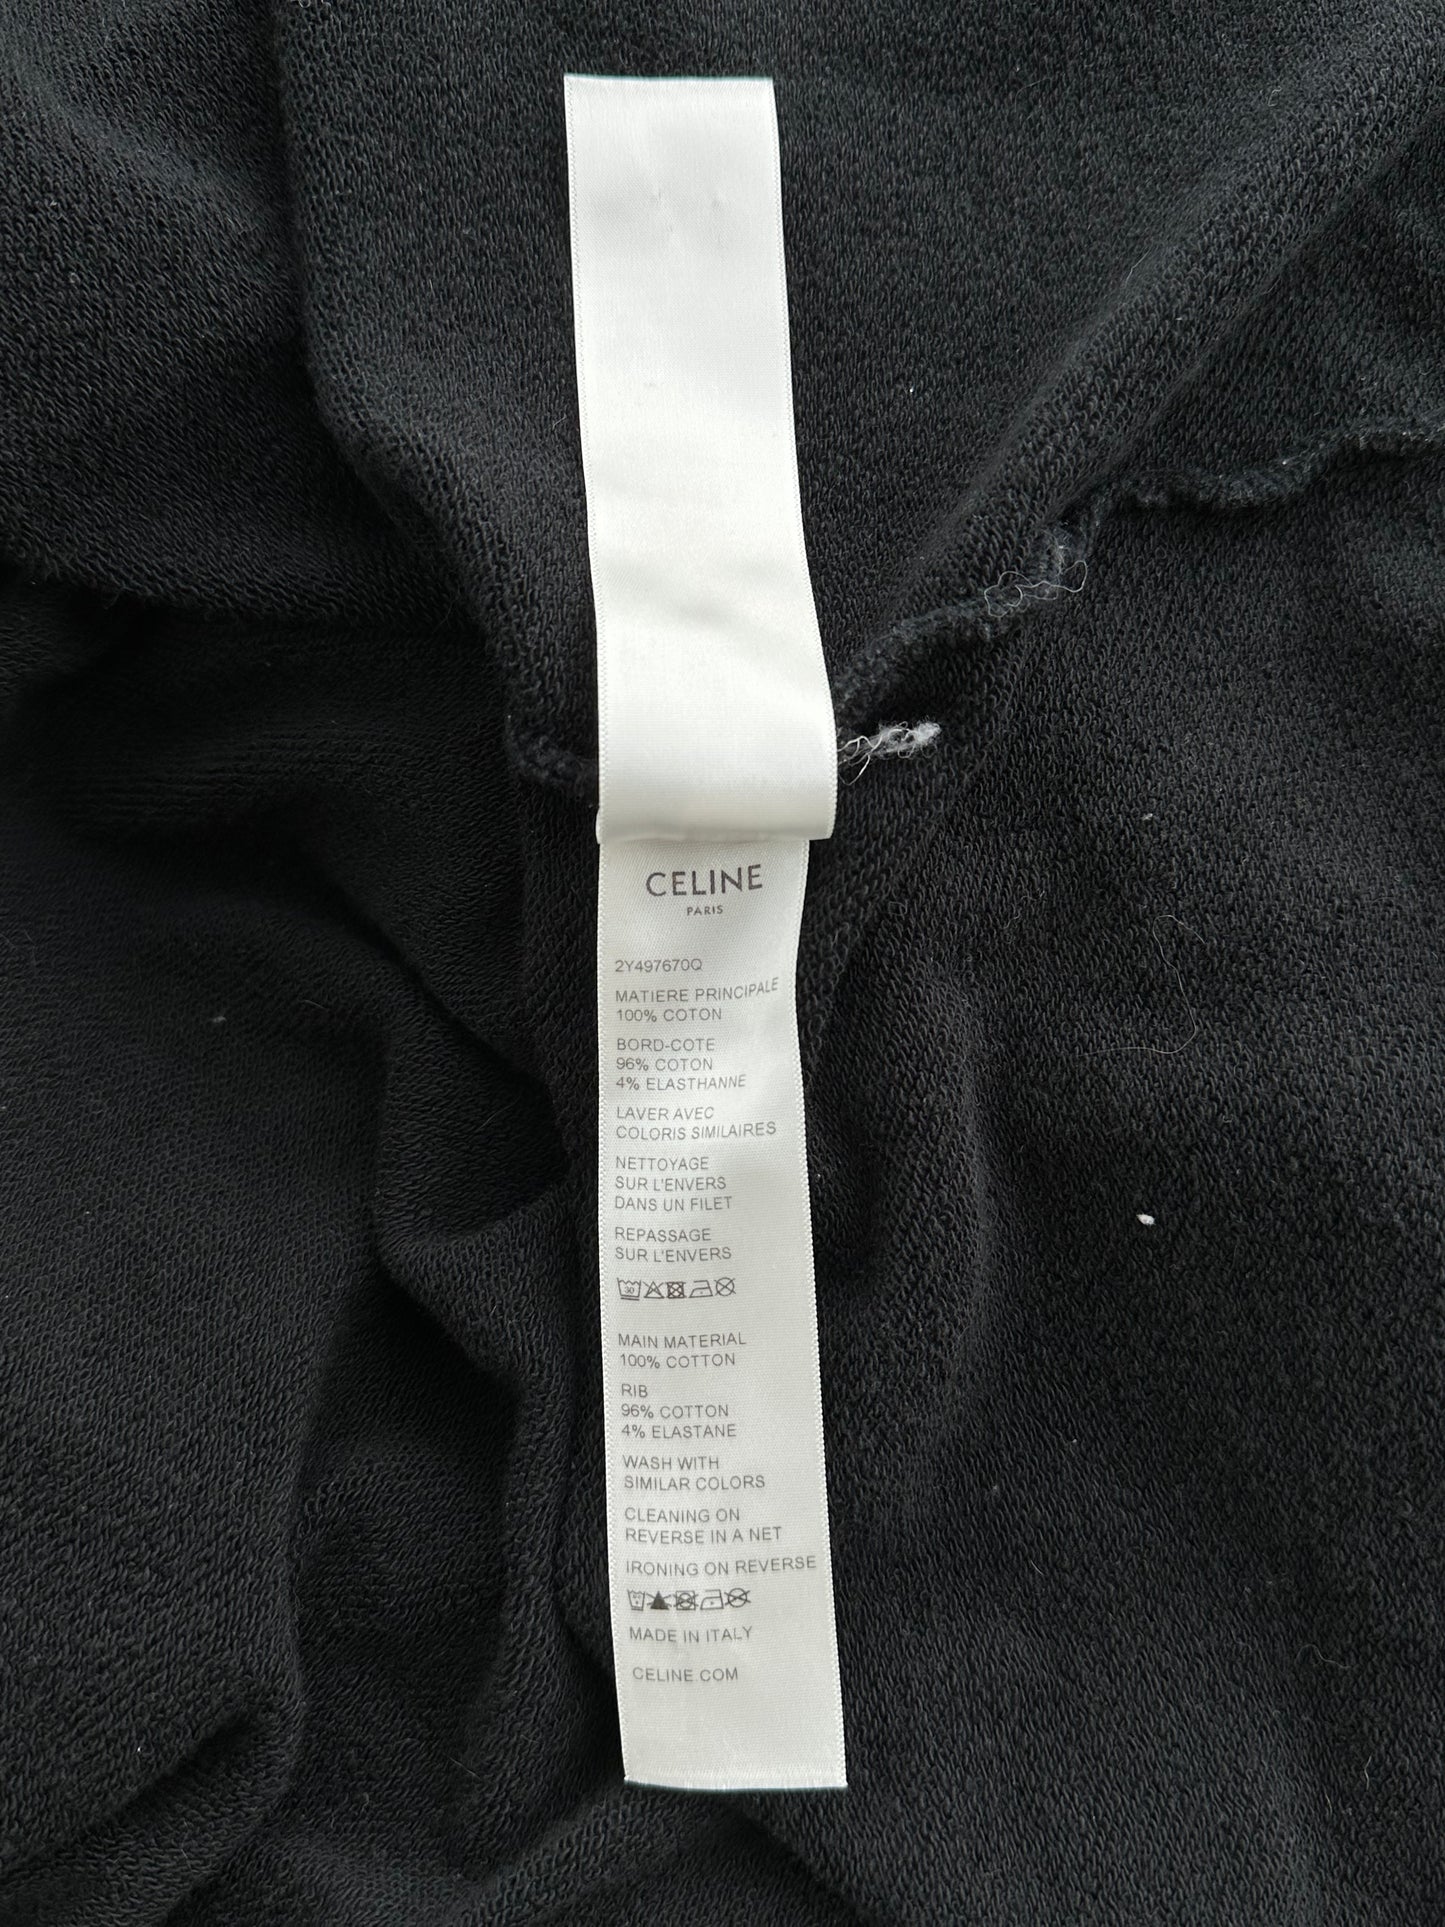 CELINE
PARIS
2Y497670Q
MATIERE PRINCIPALE
100% COTON
BORD-COTE
96% COTON
4% ELASTHANNE
LAVER AVEC
COLORIS SIMILAIRES
NETTOYAGE
SUR L'ENVERS
DANS UN FILET
REPASSAGE
SUR L'ENVERS
30
MAIN MATERIAL
100% COTTON
RIB
96% COTTON
4% ELASTANE
WASH WITH
SIMILAR COLORS
CLEANING ON
REVERSE IN A NET
IRONING ON REVERSE
MADE IN ITALY
CELINE.COM